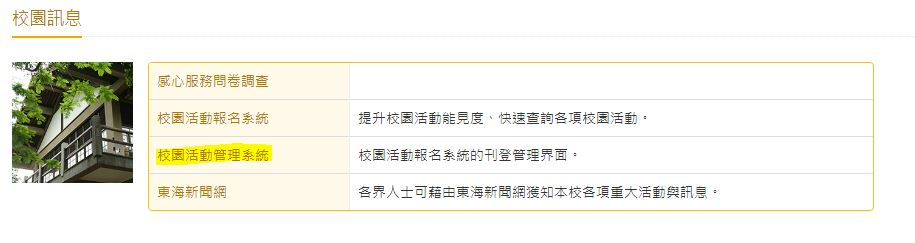 校園訊息
感心服務問卷調查
校園活動報名系統 提升校園活動能見度、快速查詢各項校園活動。
校園活動管理系統 校園活動報名系統的刊登管理界面。
東海新聞網 各界人士可藉由東海新聞網獲知本校各項重大活動與訊息。